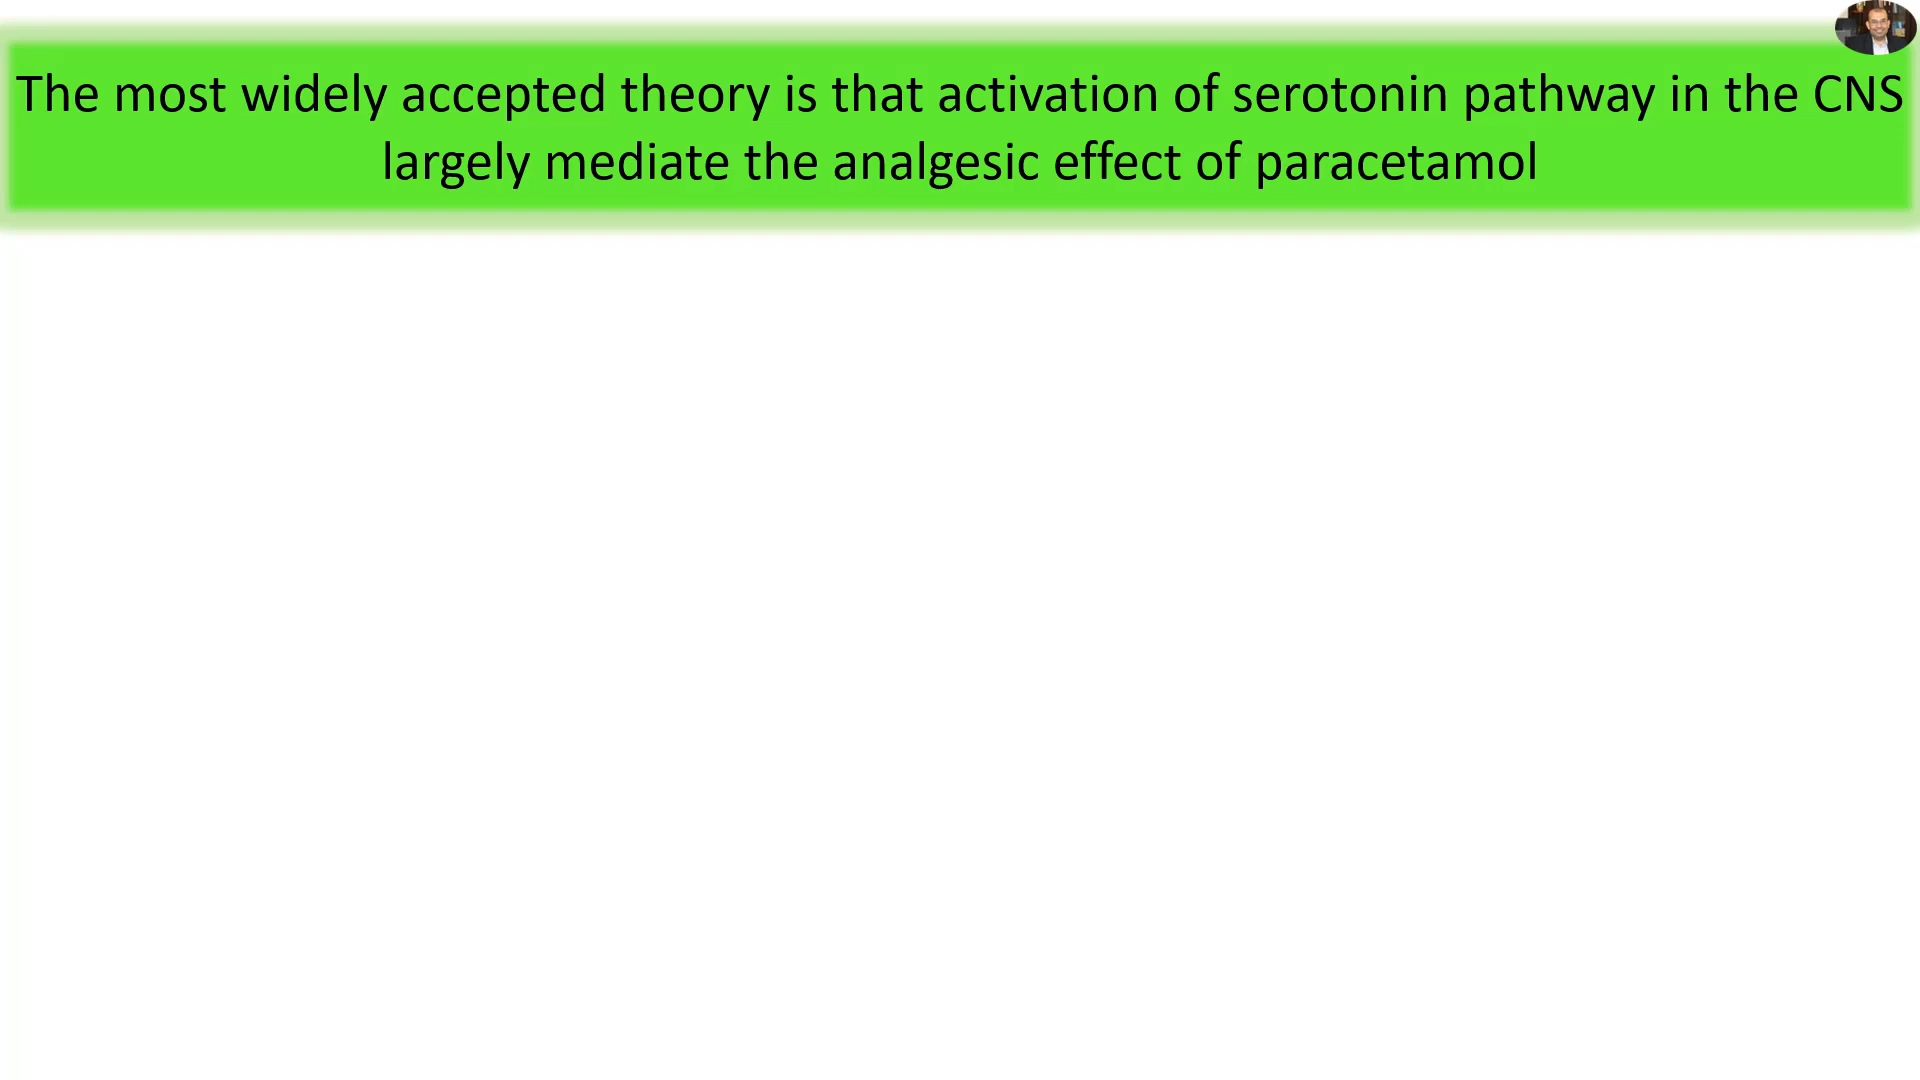 The most widely accepted theory is that activation of serotonin pathway in the CNS
largely mediate the analgesic effect of paracetamol